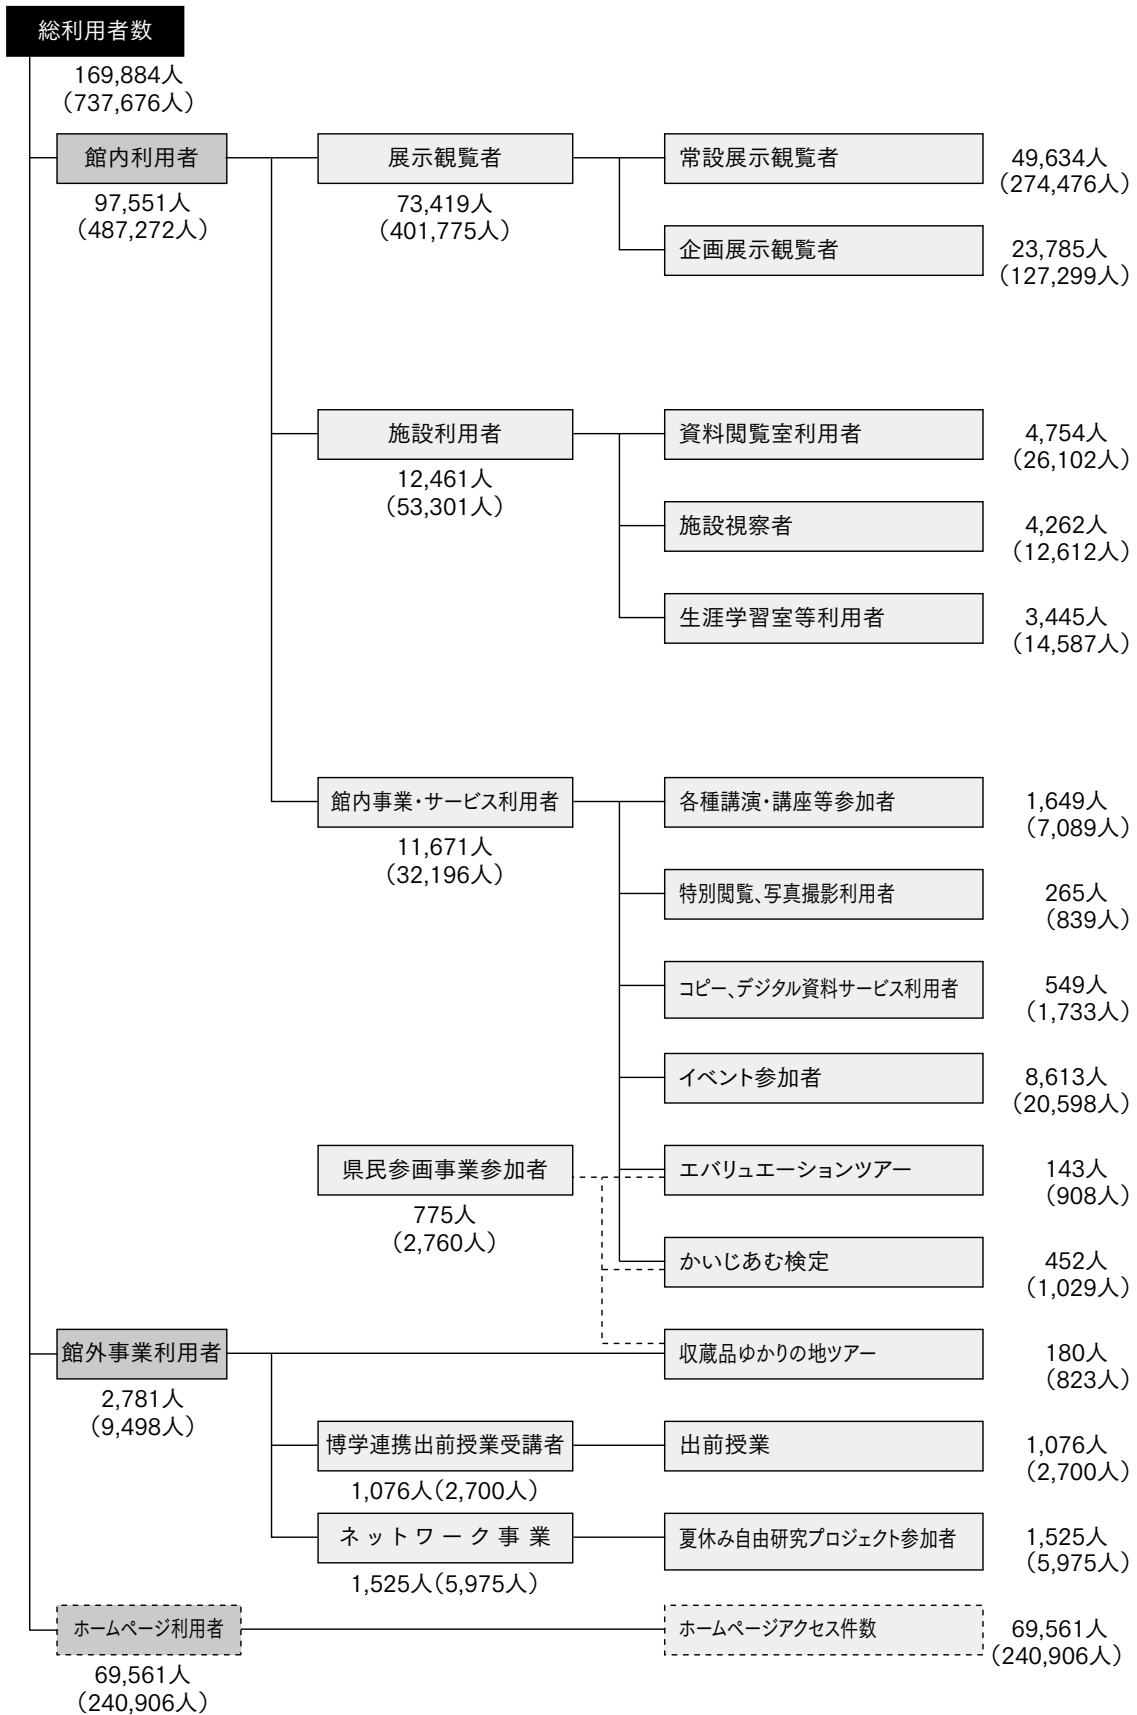 総利用者数
169,884人
（737,676人）
館内利用者
97,551人
（487,272人）
展示観覧者
73,419人
（401,775人）
常設展示観覧者
49,634人
（274,476人）
企画展示観覧者
23,785人
（127,299人）
施設利用者
12,461人
（53,301人）
資料閲覧室利用者
4,754人
（26,102人）
施設視察者
4,262人
（12,612人）
生涯学習室等利用者
3,445人
（14,587人）
館内事業・サービス利用者
11,671人
（32,196人）
各種講演・講座等参加者
1,649人
（7,089人）
特別閲覧、写真撮影利用者
265人
（839人）
コピー、デジタル資料サービス利用者
549人
（1,733人）
イベント参加者
8,613人
（20,598人）
県民参画事業参加者
775人
（2,760人）
エバリュエーションツアー
143人
（908人）
かいじあむ検定
452人
（1,029人）
館外事業利用者
2,781人
（9,498人）
収蔵品ゆかりの地ツアー
180人
（823人）
博学連携出前授業受講者
1,076人（2,700人）
出前授業
1,076人
（2,700人）
ネットワーク事業
1,525人（5,975人）
夏休み自由研究プロジェクト参加者
1,525人
（5,975人）
ホームページ利用者
69,561人
（240,906人）
ホームページアクセス件数
69,561人
（240,906人）